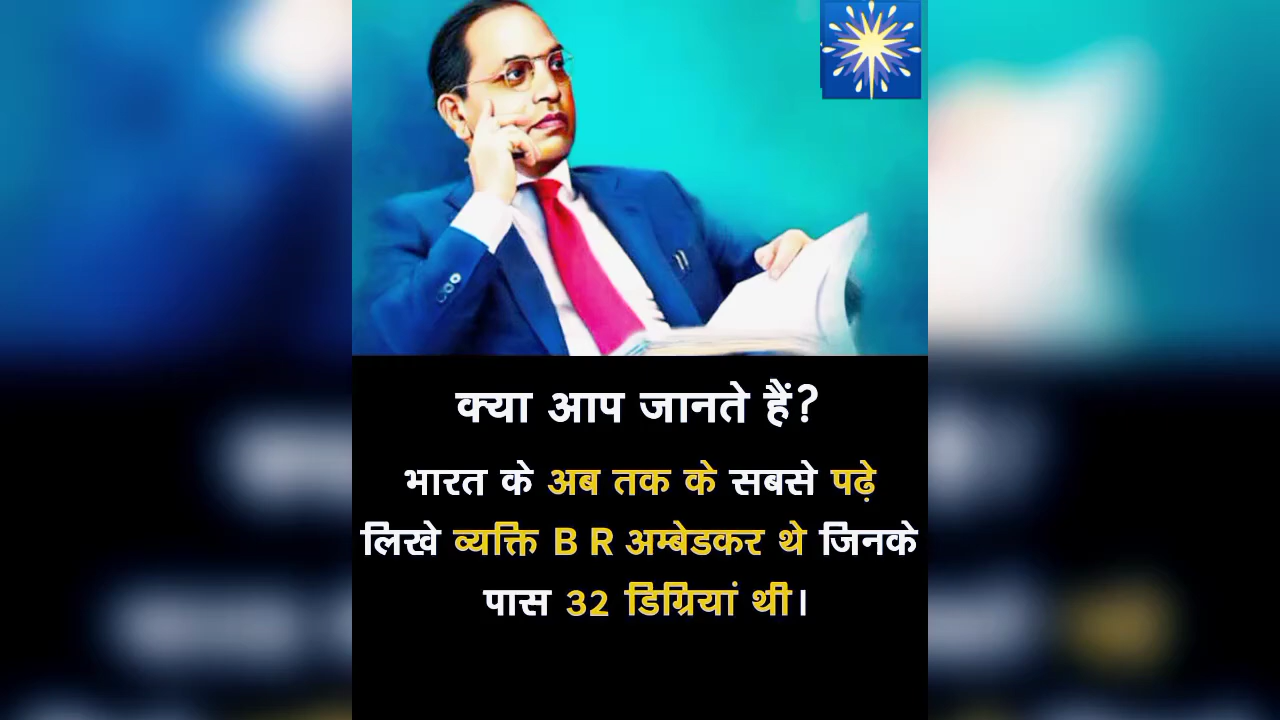 क्या आप जानते हैं?
भारत के अब तक के सबसे पढ़े
लिखे व्यक्ति B R अम्बेडकर थे जिनके
पास 32 डिग्रियां थी।